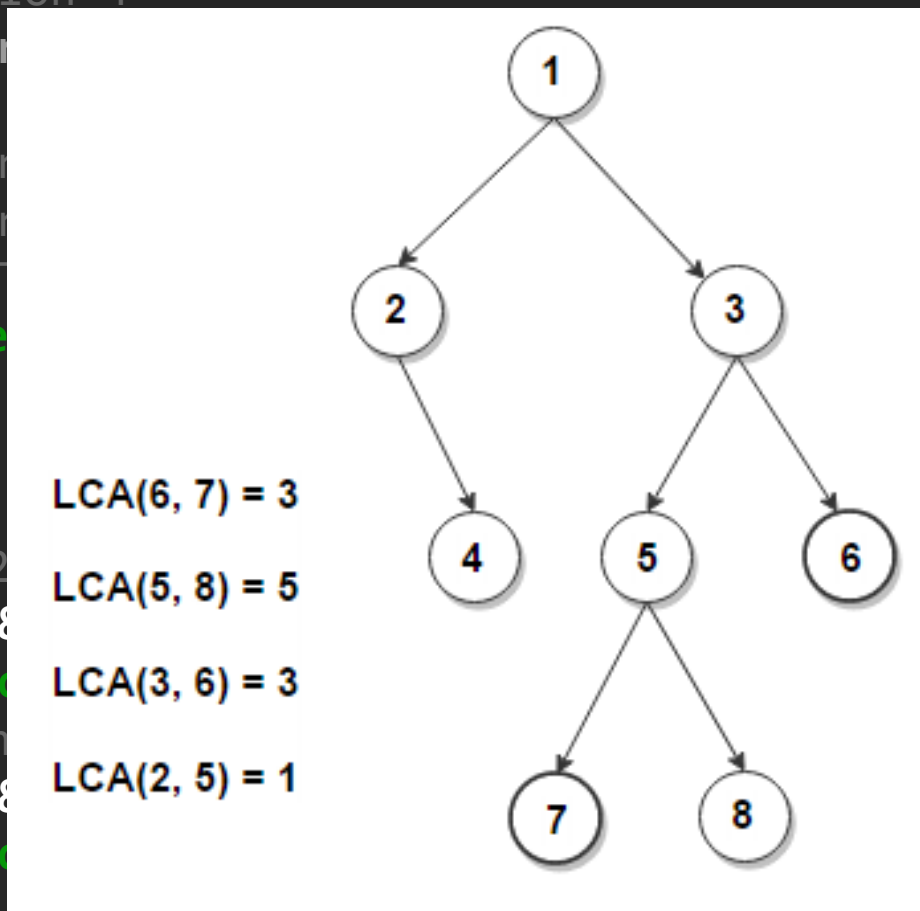 1
2
3
LCA(6, 7) = 3
4
5
6
LCA(5, 8) = 5
LCA(3, 6) = 3
LCA(2, 5) = 1
7
8